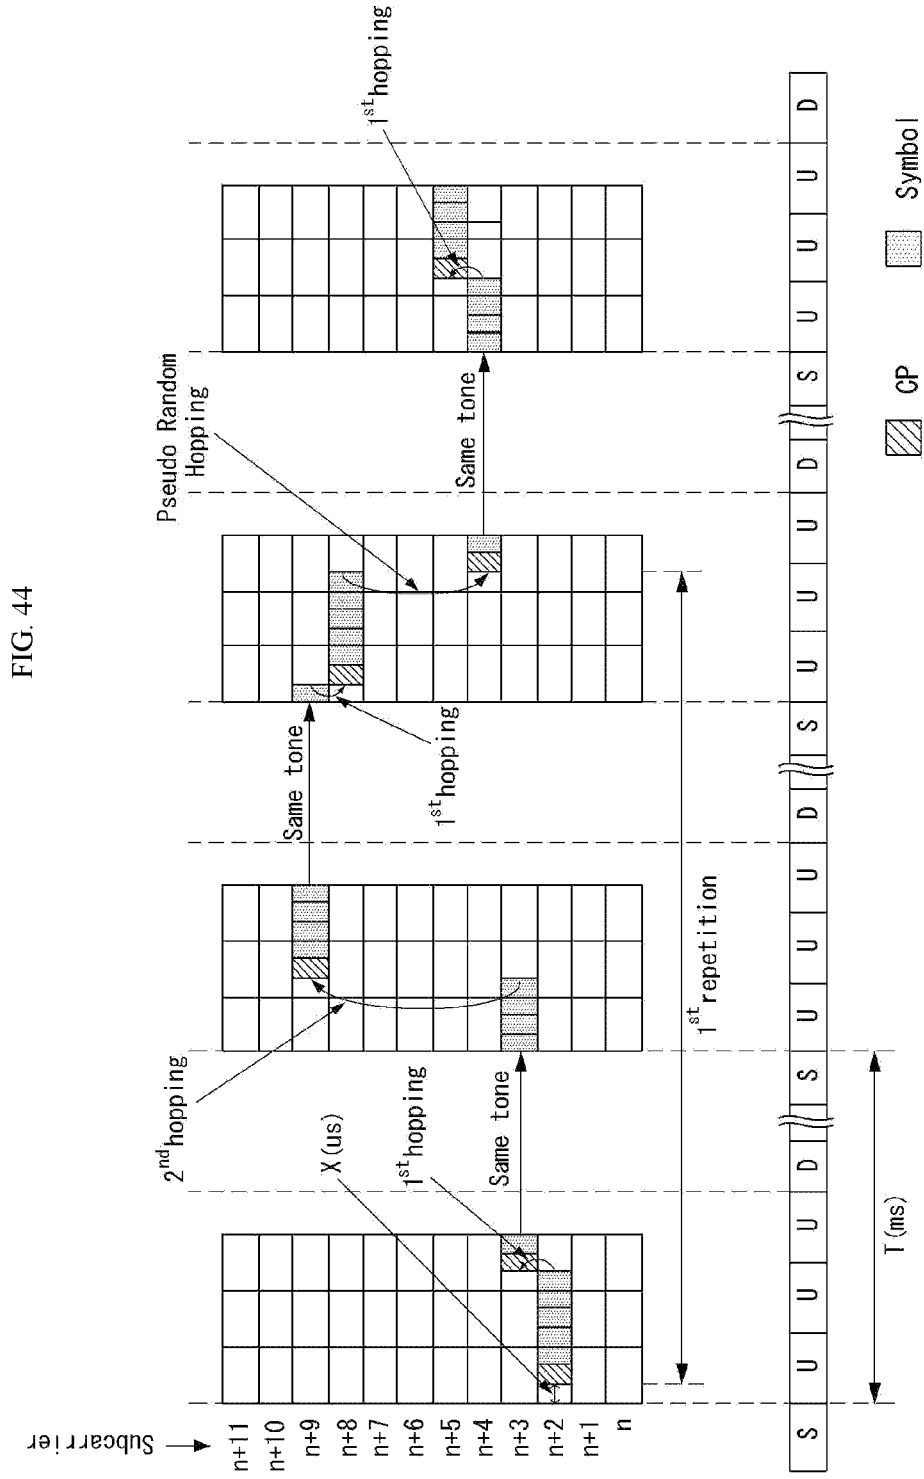 FIG. 44
Subcarrier
n+11
n+10
n+9
n+8
n+7
n+6
n+5
n+4
n+3
n+2
n+1
n
2nd hopping
X(us)
1st hopping
Same tone
Same tone
1st hopping
Pseudo Random
Hopping
Same tone
1st hopping
1st repetition
S U U U D S U U U D S U U U D S U U U D
T(ms)
CP
Symbol